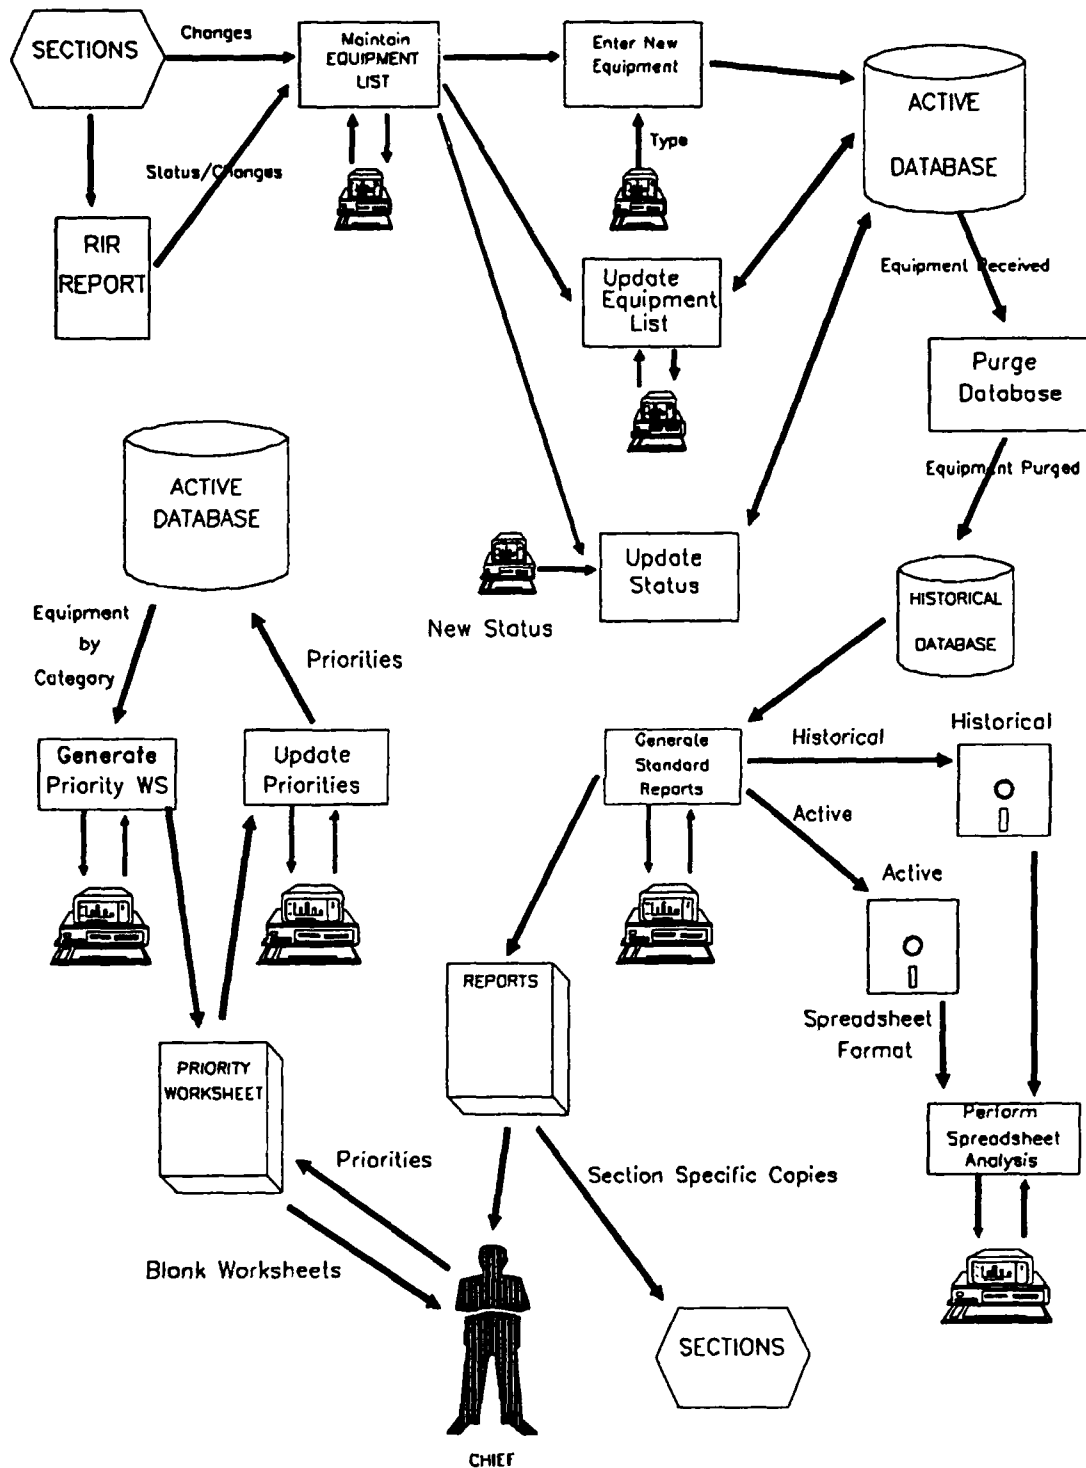 SECTIONS
Changes
Maintain
EQUIPMENT
LIST
Enter New
Equipment
ACTIVE
DATABASE
Type
Status/Changes
RIR
REPORT
Update
Equipment
List
Equipment Received
Purge
Database
Equipment Purged
ACTIVE
DATABASE
Update
Status
New Status
HISTORICAL
DATABASE
Equipment
by
Category
Priorities
Generate
Priority WS
Update
Priorities
Generate
Standard
Reports
Historical
Historical
Active
Active
REPORTS
Spreadsheet
Format
PRIORITY
WORKSHEET
Perform
Spreadsheet
Analysis
Priorities
Section Specific Copies
Blank Worksheets
SECTIONS
CHIEF